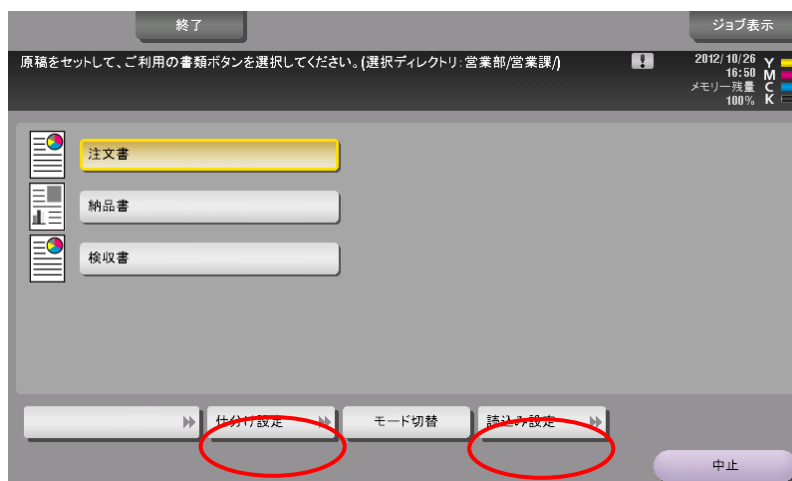 終了
ジョブ表示
原稿をセットして、ご利用の書類ボタンを選択してください。(選択ディレクトリ:営業部/営業課/)
2012/10/26
16:50
メモリー残量
100%
Y
M
C
K
注文書
納品書
検収書
仕分け設定
モード切替
読込み設定
中止